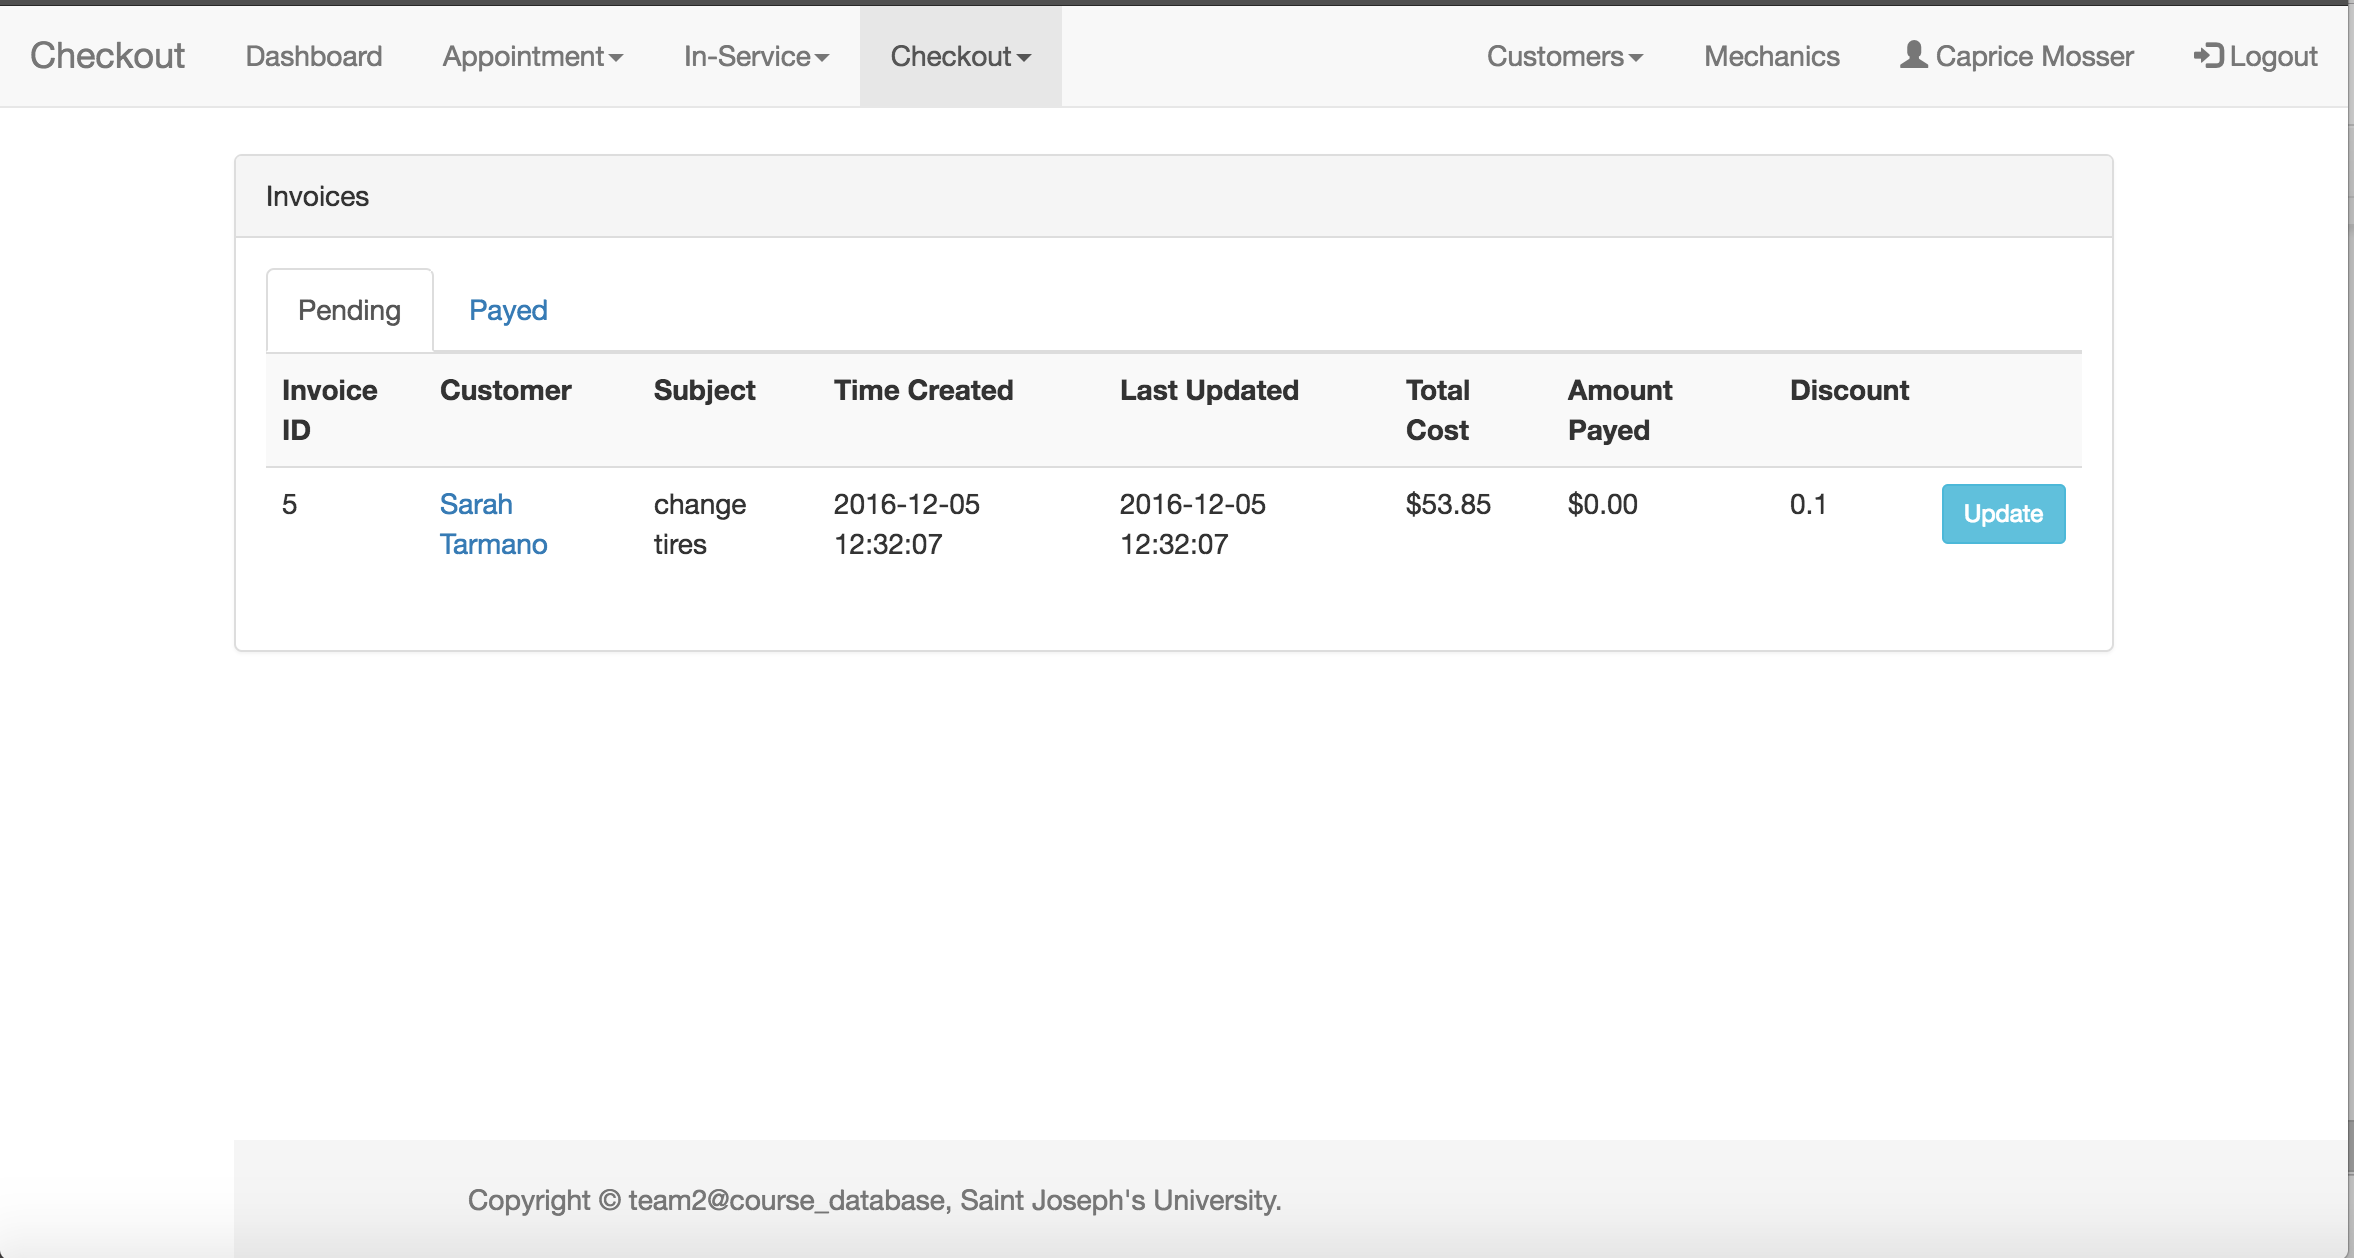 Checkout Dashboard Appointment In-Service Checkout Customers Mechanics Caprice Mosser Logout
Invoices
Pending Payed
Invoice ID Customer Subject Time Created Last Updated Total Cost Amount Payed Discount
5 Sarah Tarmano change tires 2016-12-05 12:32:07 2016-12-05 12:32:07 $53.85 $0.00 0.1 Update
Copyright © team2@course_database, Saint Joseph's University.